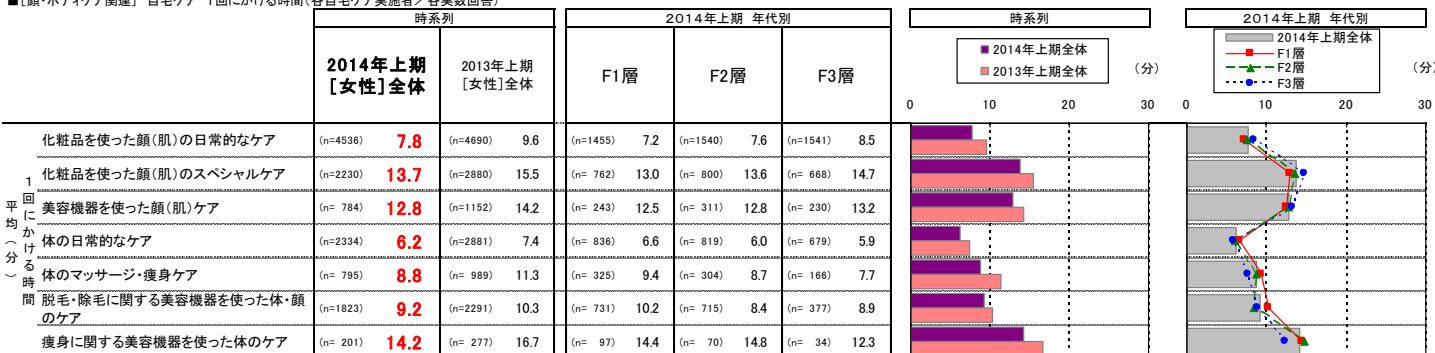 ■[顔・ボディケア関連] 自宅ケア 1回にかける時間(各自宅ケア実施者/各実数回答)
時系列 2014年上期 年代別 時系列 2014年上期 年代別
2014年上期[女性]全体 2013年上期[女性]全体 F1層 F2層 F3層
2014年上期全体
2013年上期全体
(分)
2014年上期全体
F1層
F2層
F3層
(分)
0 10 20 30 0 10 20 30
1回にかける時間
平均(分)
化粧品を使った顔(肌)の日常的なケア (n=4536) 7.8 (n=4690) 9.6 (n=1455) 7.2 (n=1540) 7.6 (n=1541) 8.5
化粧品を使った顔(肌)のスペシャルケア (n=2230) 13.7 (n=2880) 15.5 (n= 762) 13.0 (n= 800) 13.6 (n= 668) 14.7
美容機器を使った顔(肌)ケア (n= 784) 12.8 (n=1152) 14.2 (n= 243) 12.5 (n= 311) 12.8 (n= 230) 13.2
体の日常的なケア (n=2334) 6.2 (n=2881) 7.4 (n= 836) 6.6 (n= 819) 6.0 (n= 679) 5.9
体のマッサージ・痩身ケア (n= 795) 8.8 (n= 989) 11.3 (n= 325) 9.4 (n= 304) 8.7 (n= 166) 7.7
脱毛・除毛に関する美容機器を使った体・顔のケア (n=1823) 9.2 (n=2291) 10.3 (n= 731) 10.2 (n= 715) 8.4 (n= 377) 8.9
痩身に関する美容機器を使った体のケア (n= 201) 14.2 (n= 277) 16.7 (n= 97) 14.4 (n= 70) 14.8 (n= 34) 12.3